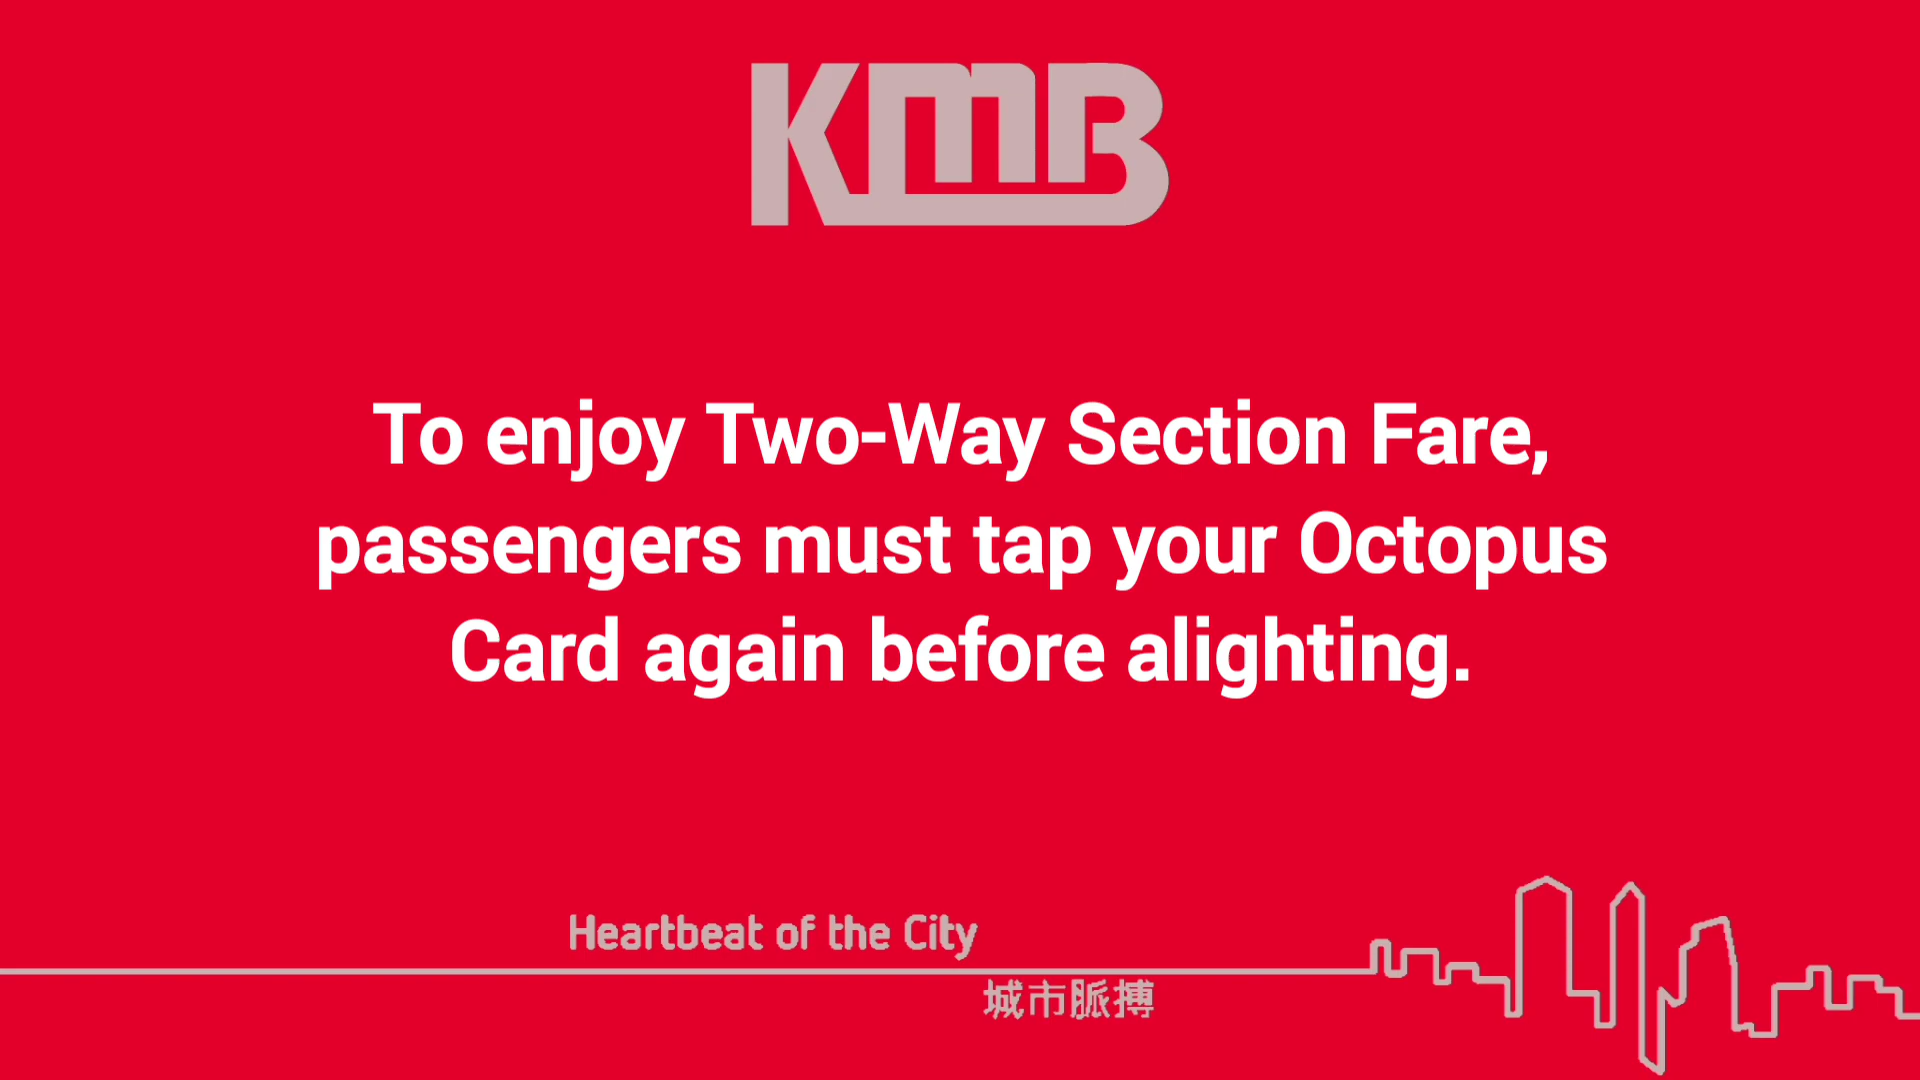 KMB
To enjoy Two-Way Section Fare,
passengers must tap your Octopus
Card again before alighting.
Heartbeat of the City
城市脈搏